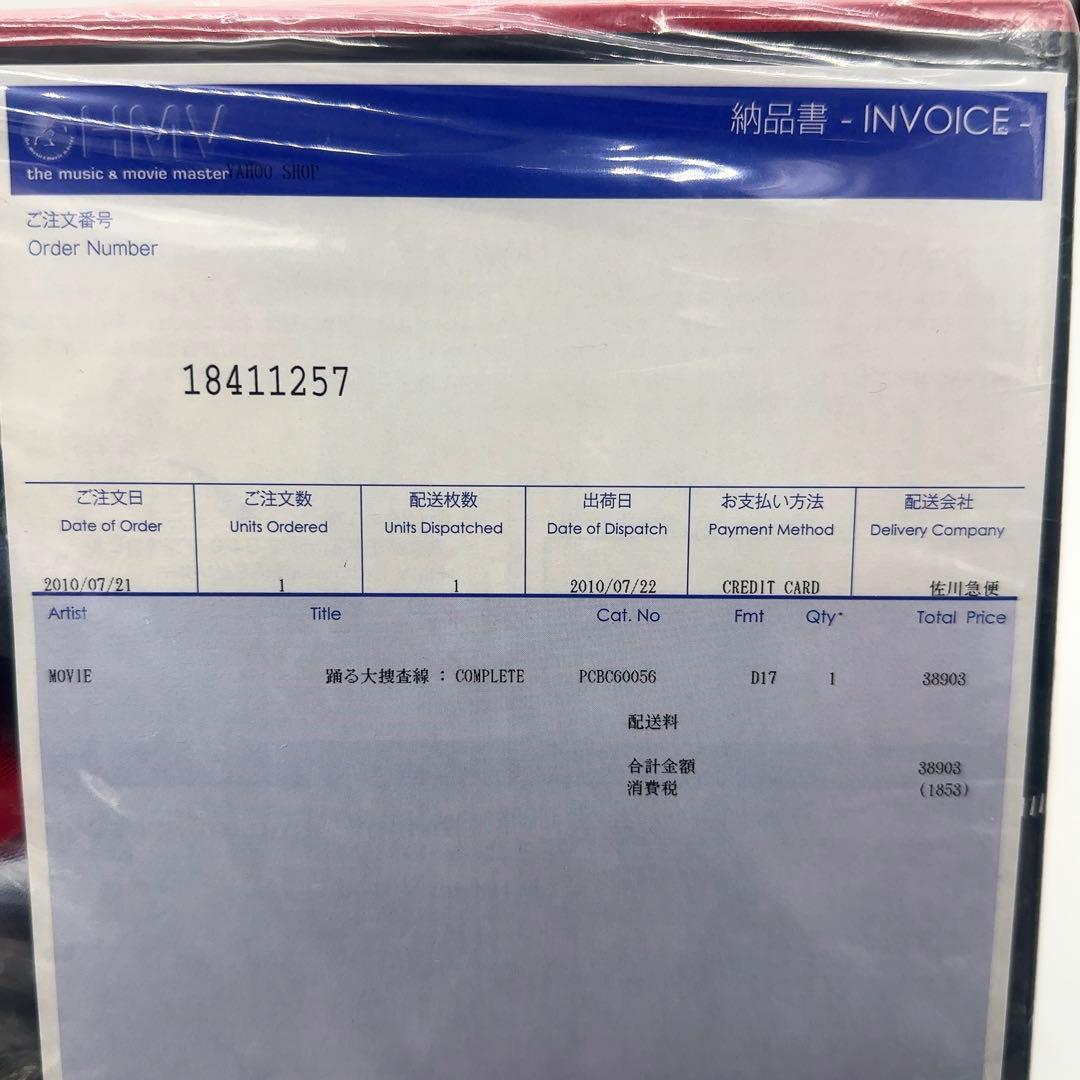 HMV
納品書 - INVOICE -
the music & movie master YAHOO SHOP
ご注文番号
Order Number
18411257
ご注文日 ご注文数 配送枚数 出荷日 お支払い方法 配送会社
Date of Order Units Ordered Units Dispatched Date of Dispatch Payment Method Delivery Company
2010/07/21 1 1 2010/07/22 CREDIT CARD 佐川急便
Artist Title Cat. No Fmt Qty* Total Price
MOVIE 踊る大捜査線 : COMPLETE PCBC60056 D17 1 38903
配送料
合計金額 38903
消費税 (1853)